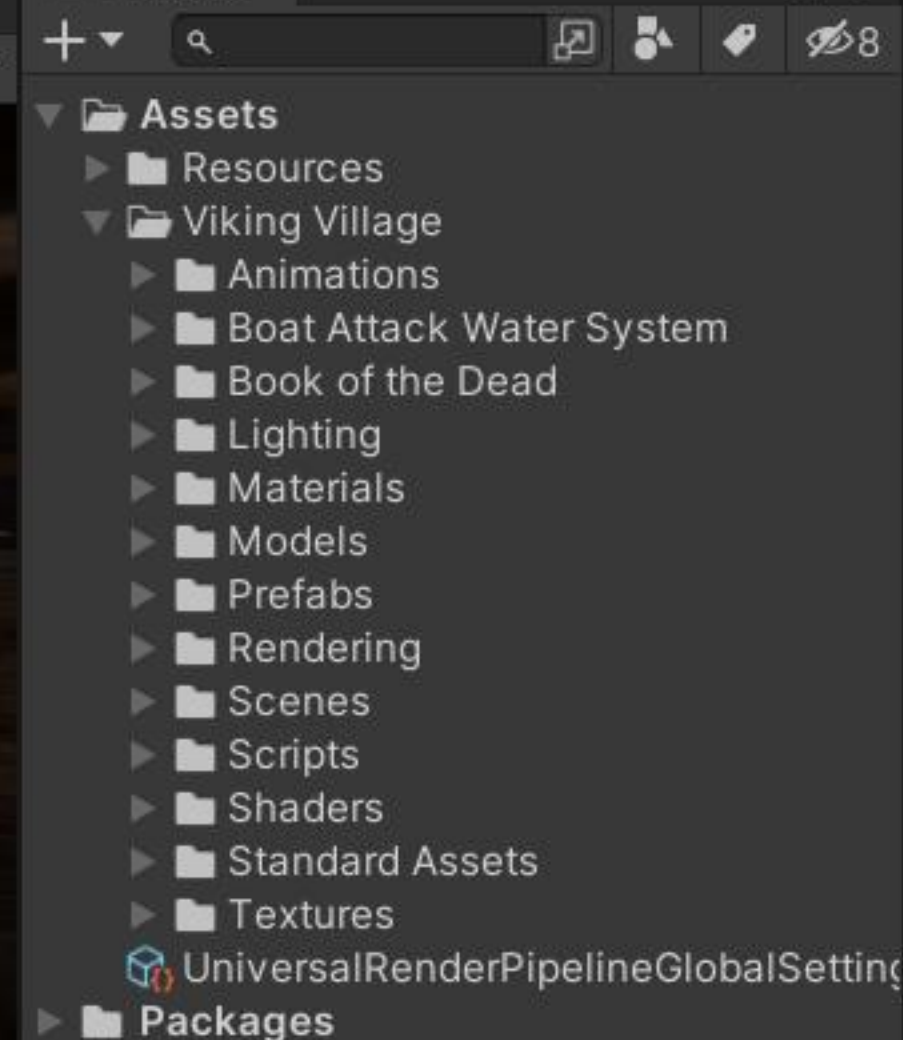 8
Assets
Resources
Viking Village
Animations
Boat Attack Water System
Book of the Dead
Lighting
Materials
Models
Prefabs
Rendering
Scenes
Scripts
Shaders
Standard Assets
Textures
UniversalRenderPipelineGlobalSetting
Packages